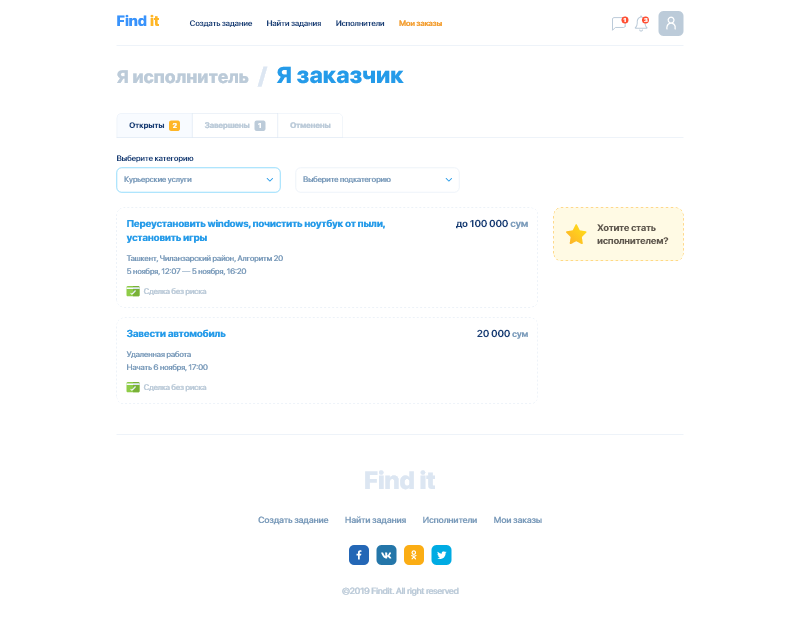 Find it
Создать задание Найти задания Исполнители Мои заказы 1 3
Я исполнитель / Я заказчик
Открыты 2 Завершены 1 Отменены
Выберите категорию
Курьерские услуги Выберите подкатегорию
Переустановить windows, почистить ноутбук от пыли, до 100 000 сум
установить игры
Ташкент, Чиланзарский район, Алгоритм 20
5 ноября, 12:07 — 5 ноября, 16:20
Сделка без риска
Хотите стать
исполнителем?
Завести автомобиль 20 000 сум
Удаленная работа
Начать 6 ноября, 17:00
Сделка без риска
Find it
Создать задание Найти задания Исполнители Мои заказы
©2019 FindIt. All right reserved